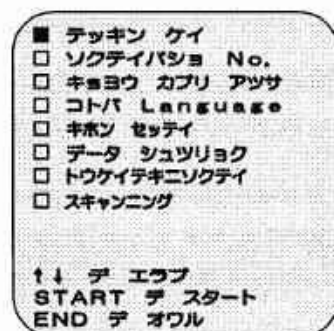 ■ テッキン ケイ
□ ソクテイバショ No.
□ キョヨウ カブリ アツサ
□ コトバ Language
□ キホン セッテイ
□ データ シュツリョク
□ トウケイテキニソクテイ
□ スキャンニング
↑↓ デ エラブ
START デ スタート
END デ オワル